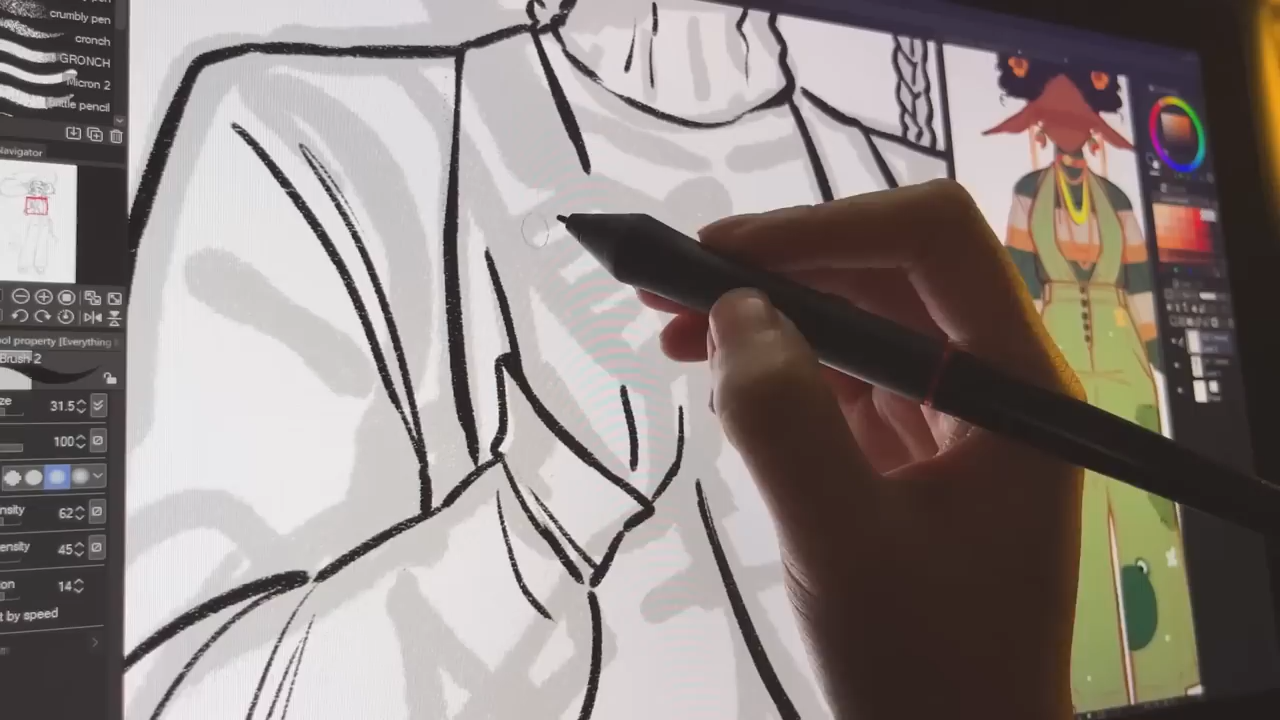 crumbly pen
cronch
GRONCH
Micron 2
pencil
Navigator
ool property [Everything
Brush 2
ze 31.5
100
nsity 62
ensity 45
on 14
t by speed